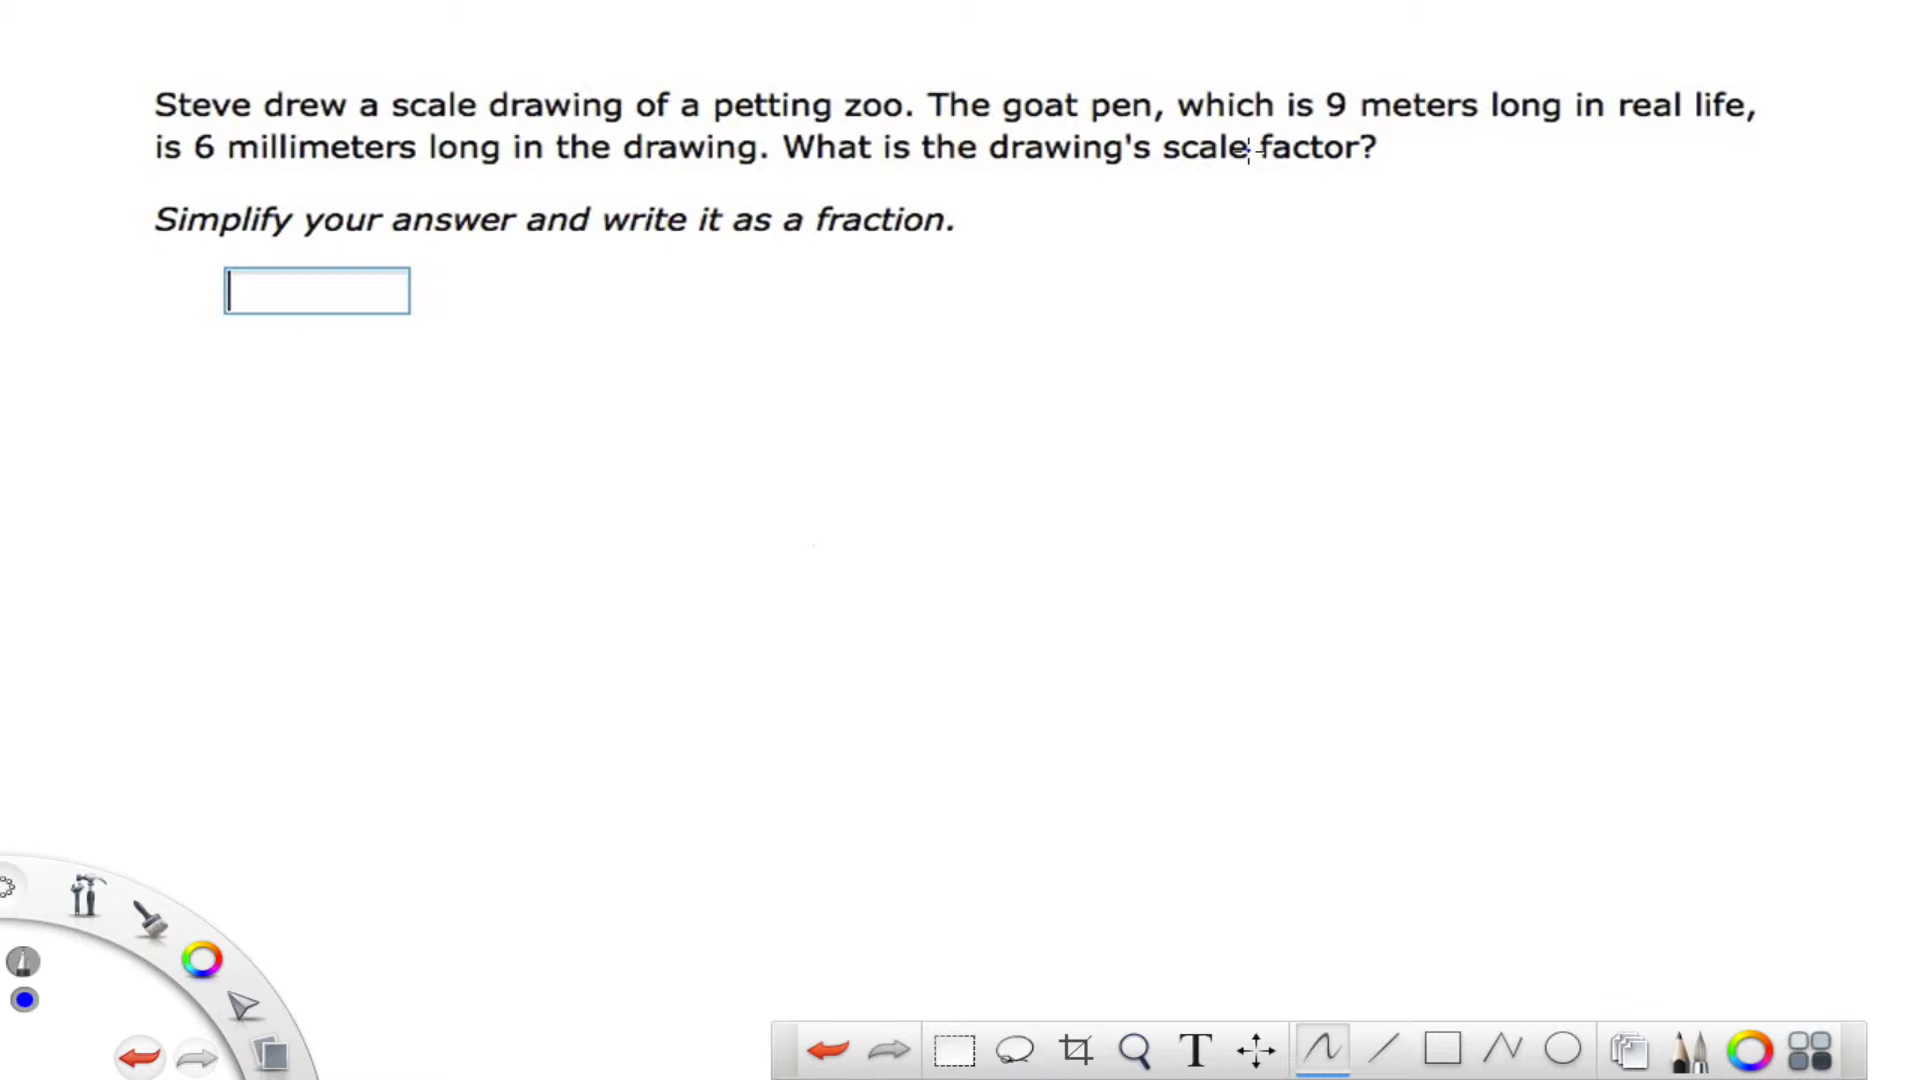 Steve drew a scale drawing of a petting zoo. The goat pen, which is 9 meters long in real life,
is 6 millimeters long in the drawing. What is the drawing's scale factor?
Simplify your answer and write it as a fraction.
T